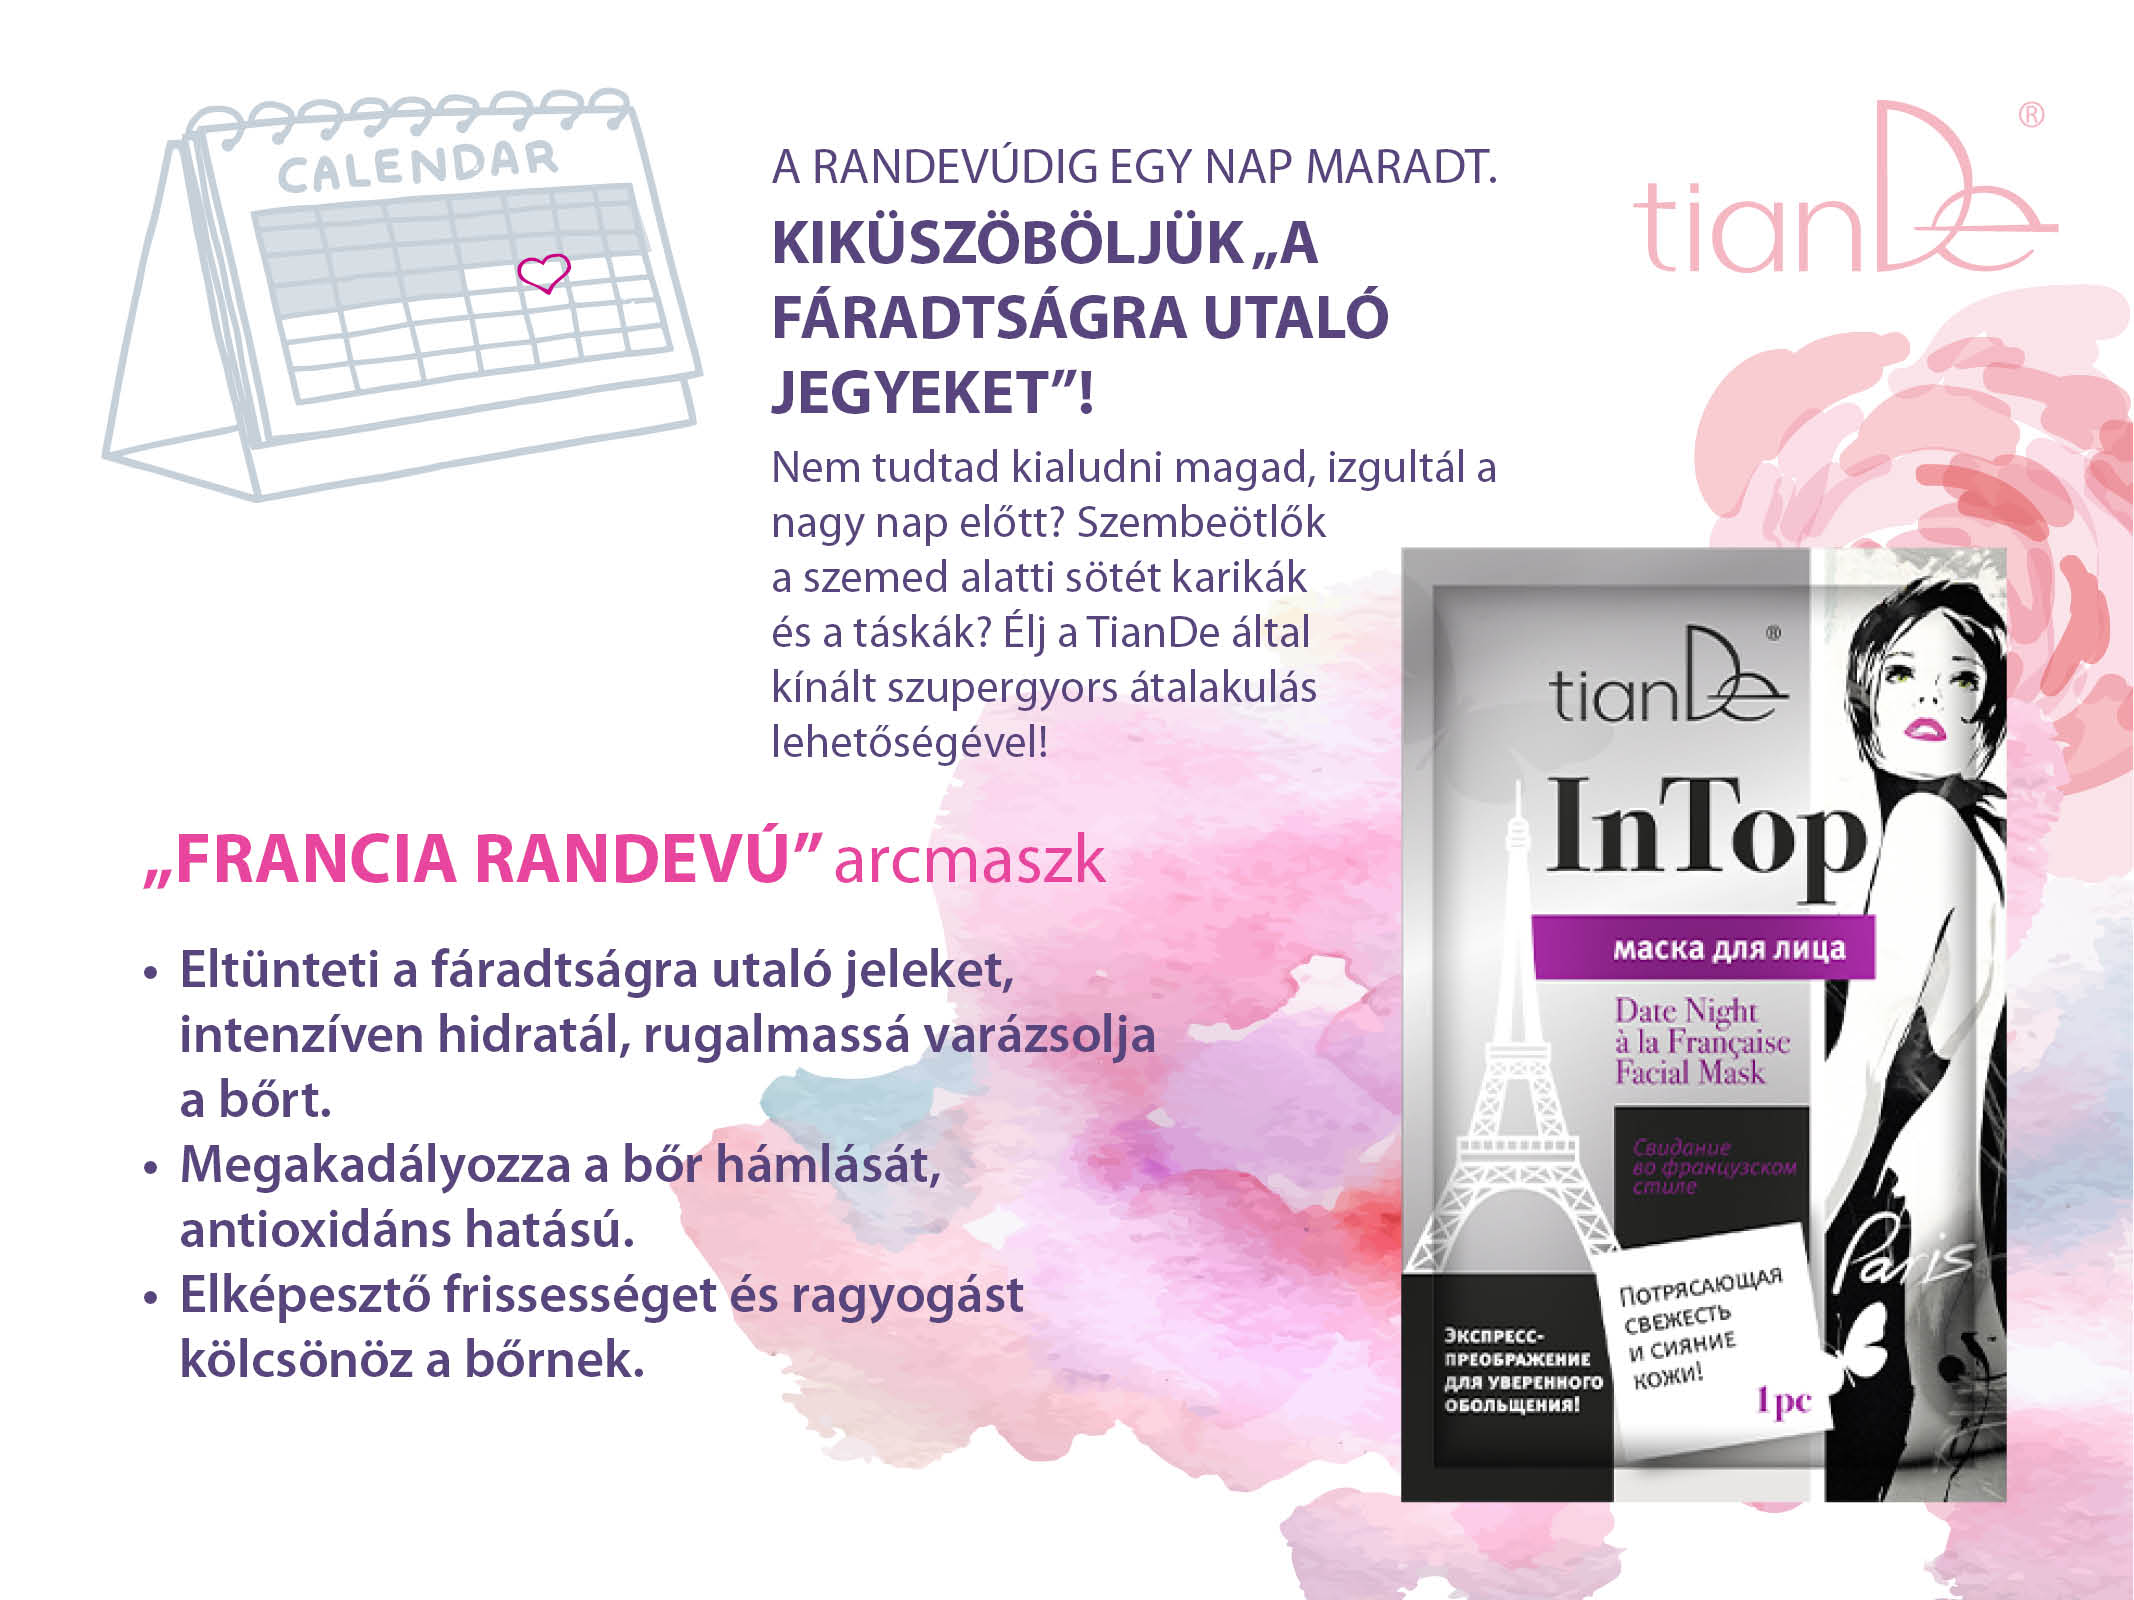 CALENDAR
A RANDEVÚDIG EGY NAP MARADT.
KIKÜSZÖBÖLJÜK „A
FÁRADTSÁGRA UTALÓ
JEGYEKET”!
Nem tudtad kialudni magad, izgultál a
nagy nap előtt? Szembeötlők
a szemed alatti sötét karikák
és a táskák? Élj a TianDe által
kínált szupergyors átalakulás
lehetőségével!
tianDe®
„FRANCIA RANDEVÚ” arcmaszk
• Eltünteti a fáradtságra utaló jeleket,
intenzíven hidratál, rugalmassá varázsolja
a bőrt.
• Megakadályozza a bőr hámlását,
antioxidáns hatású.
• Elképesztő frissességet és ragyogást
kölcsönöz a bőrnek.
tianDe®
InTop
маска для лица
Date Night
à la Française
Facial Mask
Свидание
во французском
стиле
Paris
Потрясающая
свежесть
и сияние
кожи!
1 pc
Экспресс-
преображение
для уверенного
обольщения!